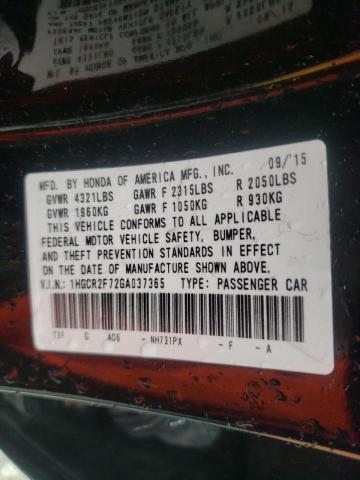 MFD. BY HONDA OF AMERICA MFG., INC. 09/15
GVWR 4321LBS GAWR F 2315LBS R 2050LBS
GVWR 1960KG GAWR F 1050KG R 930KG
THIS VEHICLE CONFORMS TO ALL APPLICABLE
FEDERAL MOTOR VEHICLE SAFETY, BUMPER,
AND THEFT PREVENTION STANDARDS IN EFFECT
ON THE DATE OF MANUFACTURE SHOWN ABOVE.
V.I.N.: 1HGCR2F72GA037365 TYPE: PASSENGER CAR
G AD6 - NH731PX - F - A